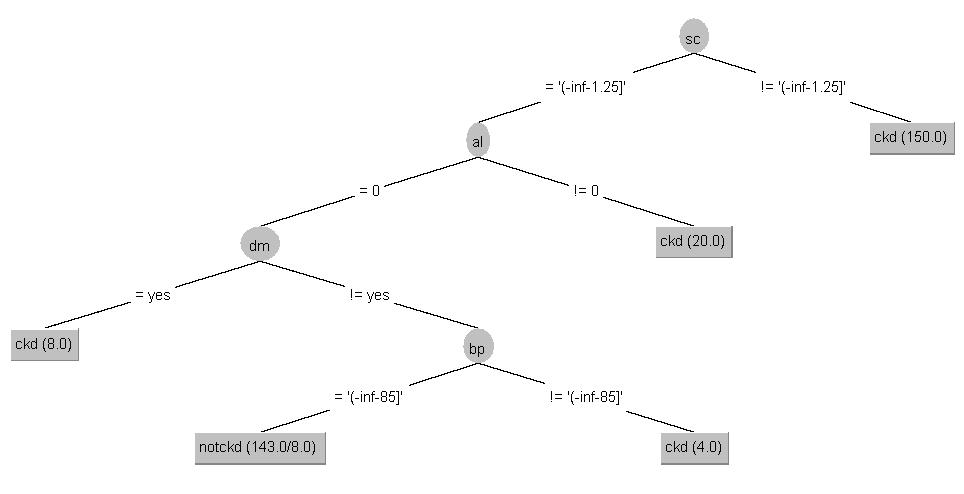 sc
= '(-inf-1.25]'
!= '(-inf-1.25]'
al
ckd (150.0)
= 0
!= 0
dm
ckd (20.0)
= yes
!= yes
ckd (8.0)
bp
= '(-inf-85]'
!= '(-inf-85]'
notckd (143.0/8.0)
ckd (4.0)